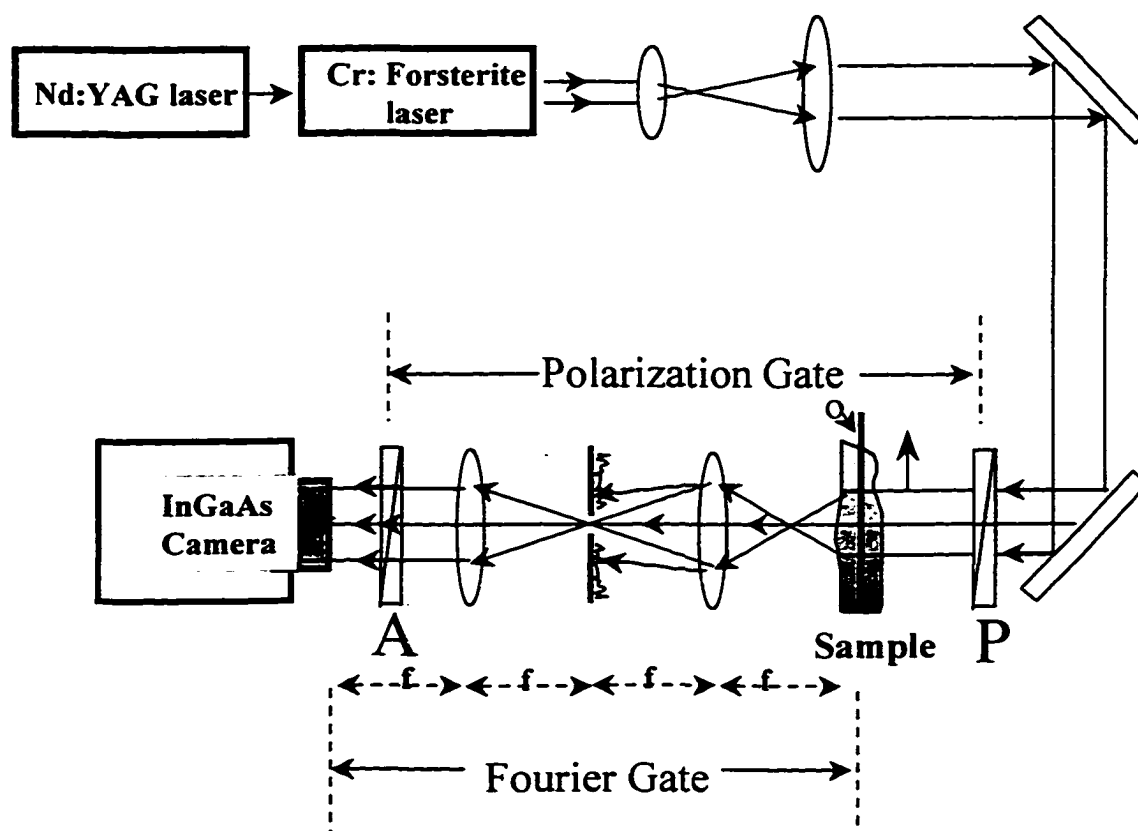 Nd:YAG laser
Cr: Forsterite
laser
Polarization Gate
O
InGaAs
Camera
A
Sample
P
f f f f
Fourier Gate